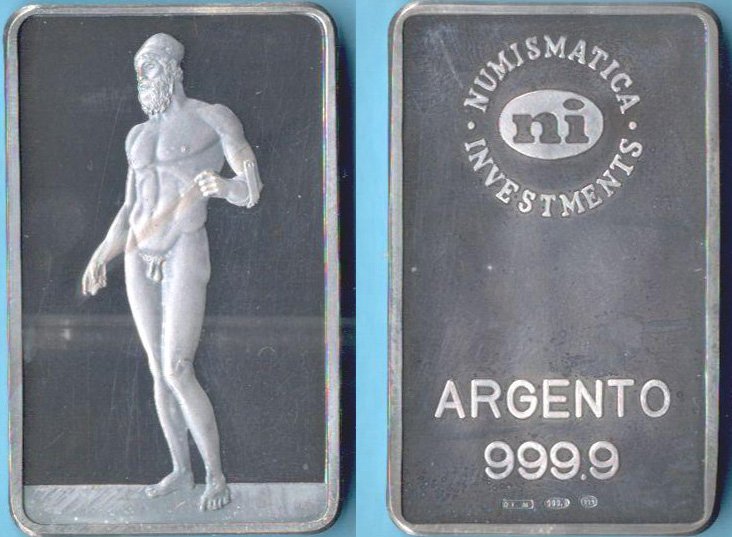 NUMISMATICA
ni
· INVESTMENTS ·
ARGENTO
999.9